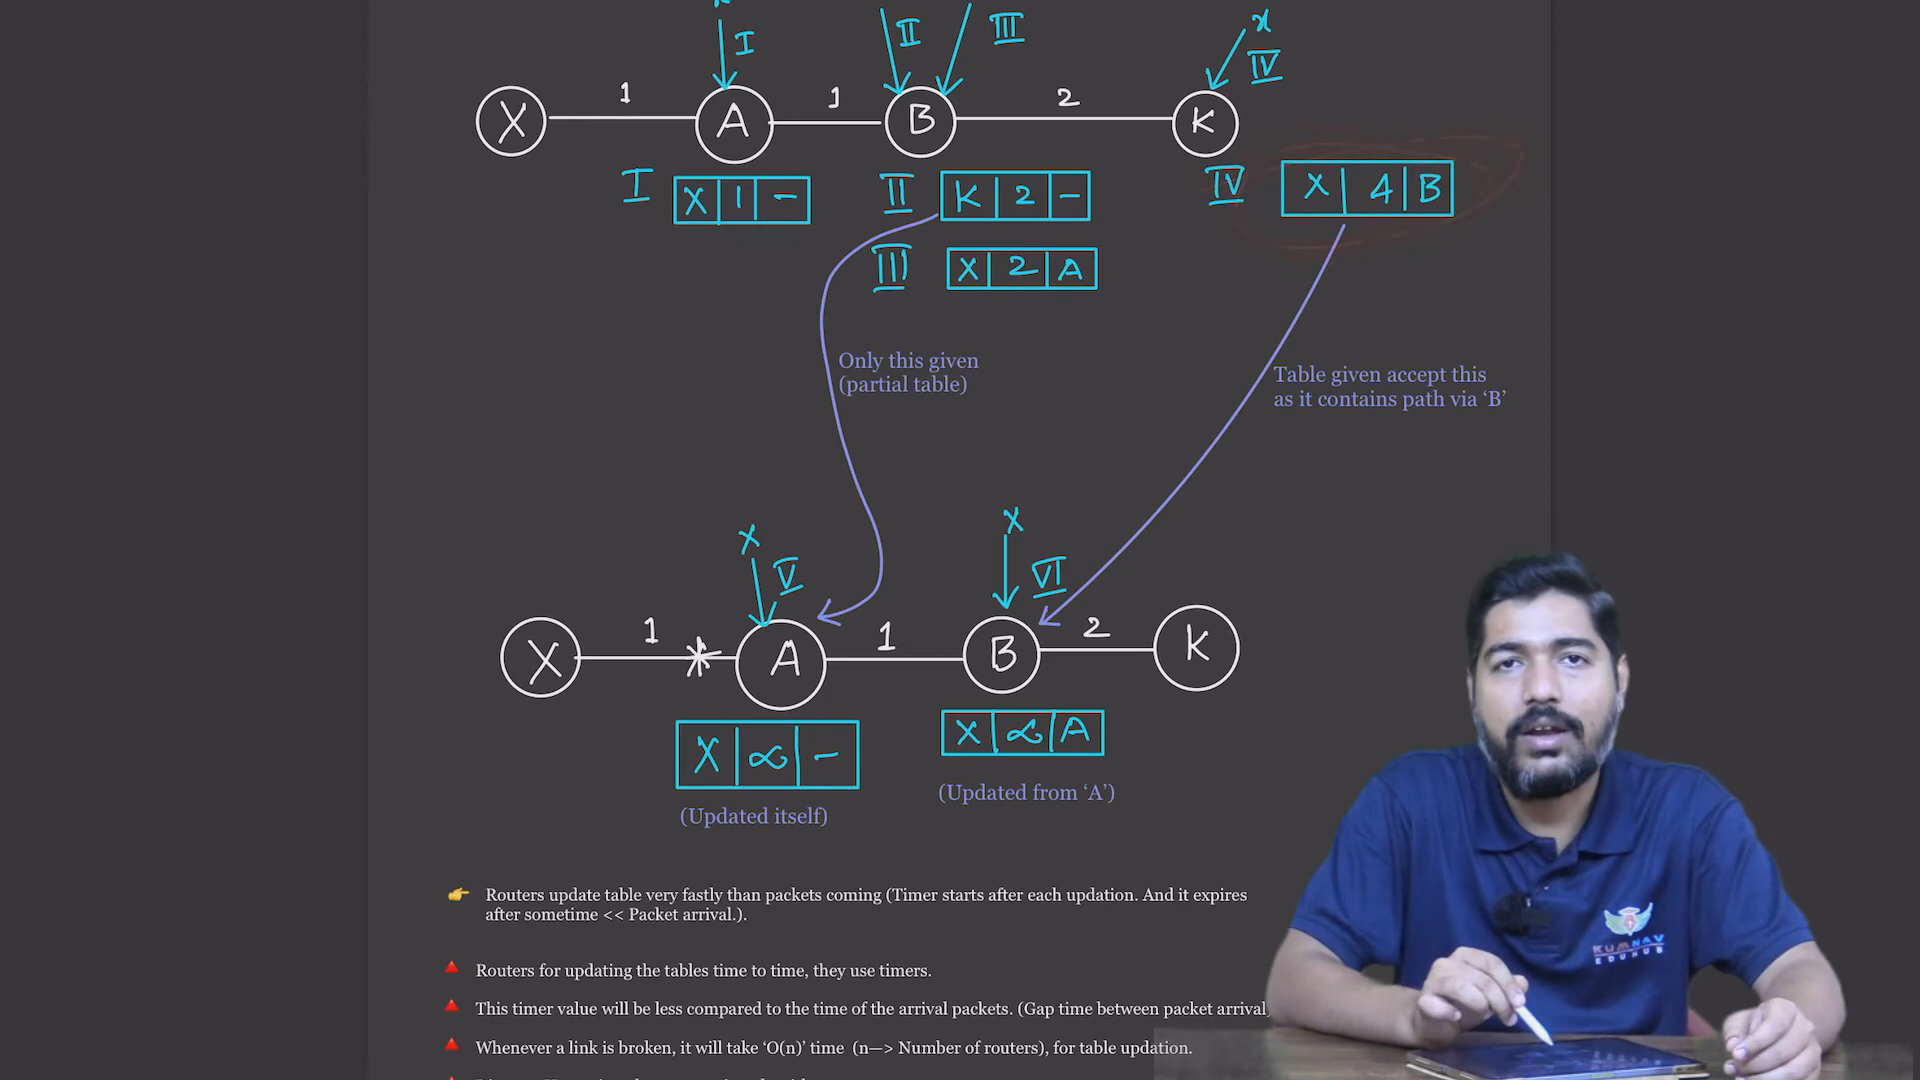 I
II
III
x
IV
X
1
A
1
B
2
K
I
X | 1 | -
II
K | 2 | -
IV
X | 4 | B
III
X | 2 | A
Only this given
(partial table)
Table given accept this
as it contains path via ‘B’
X
V
X
VI
X
1
A
1
B
2
K
X | ∞ | -
X | ∞ | A
(Updated itself)
(Updated from ‘A’)
Routers update table very fastly than packets coming (Timer starts after each updation. And it expires
after sometime << Packet arrival.).
Routers for updating the tables time to time, they use timers.
This timer value will be less compared to the time of the arrival packets. (Gap time between packet arrival
Whenever a link is broken, it will take ‘O(n)’ time (n—> Number of routers), for table updation.
KUMNAV
EDUHUB